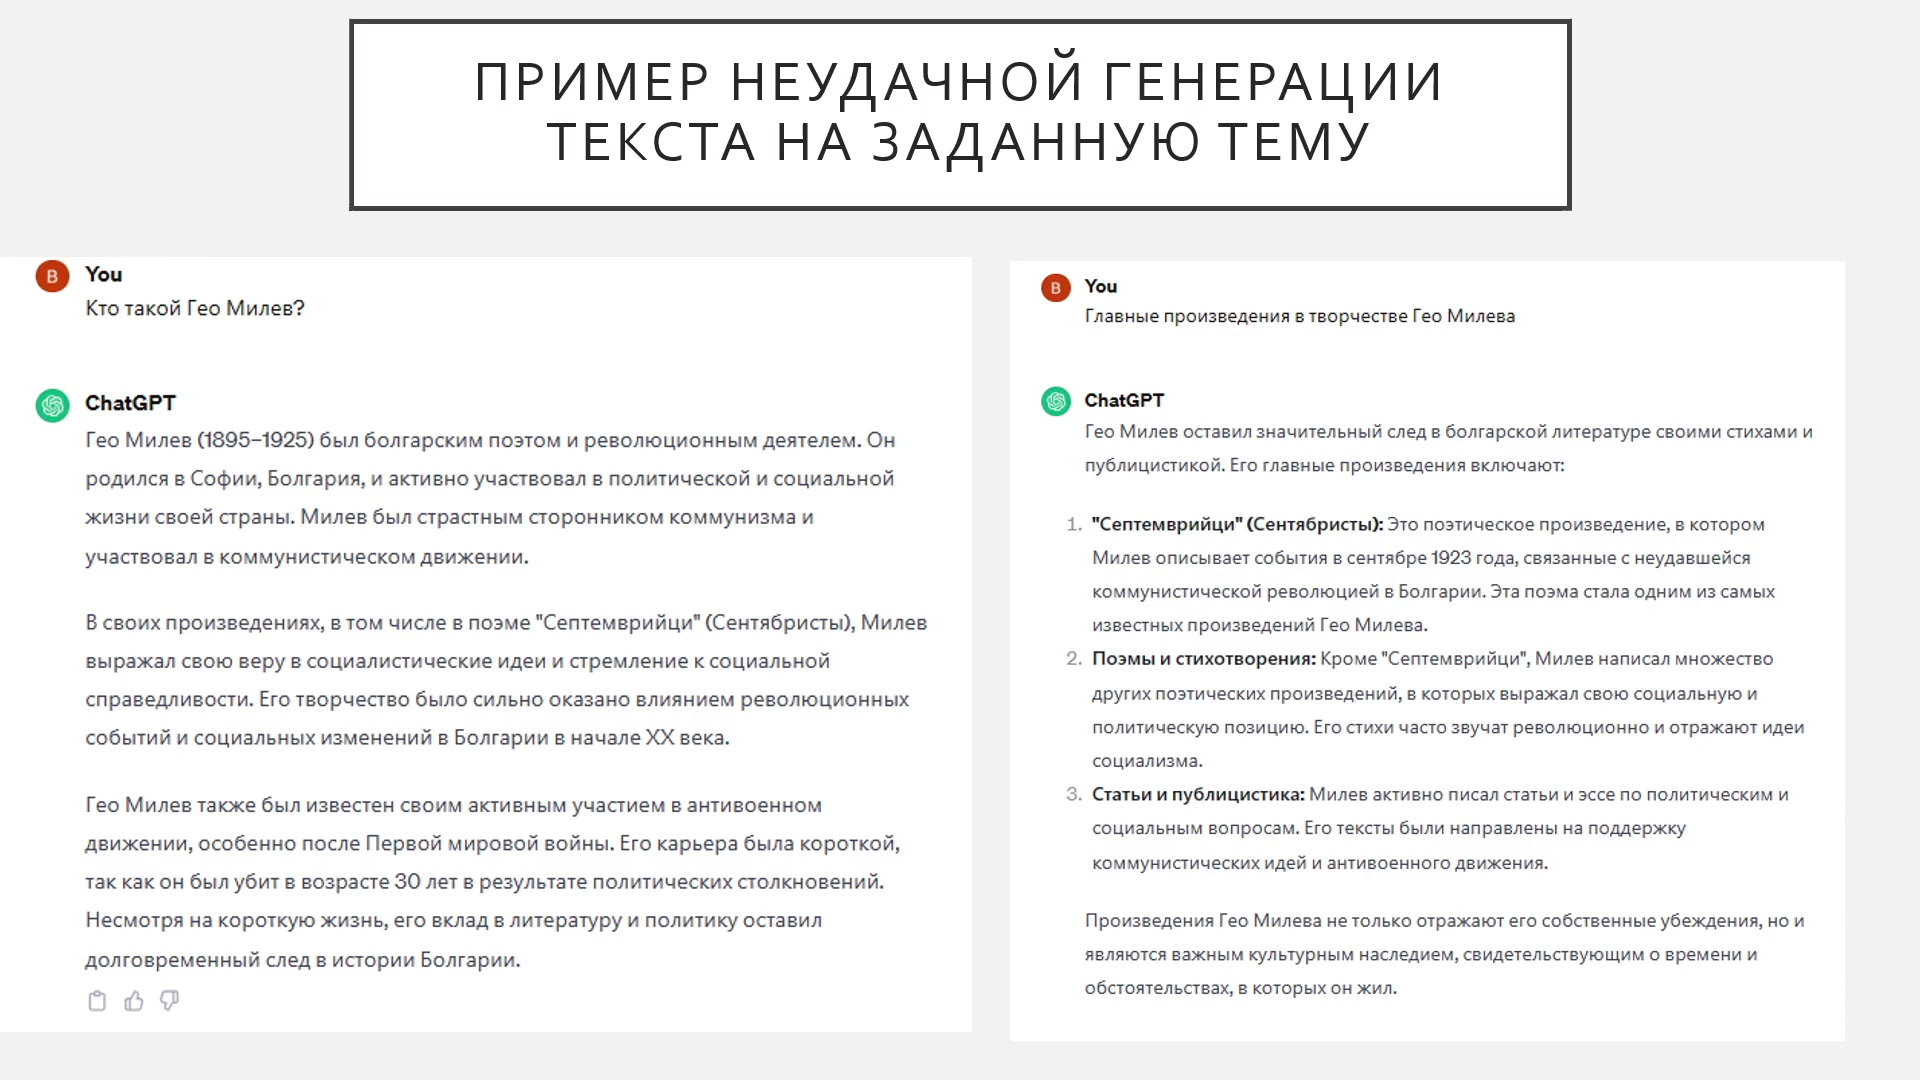 ПРИМЕР НЕУДАЧНОЙ ГЕНЕРАЦИИ
ТЕКСТА НА ЗАДАННУЮ ТЕМУ
В
You
Кто такой Гео Милев?
ChatGPT
Гео Милев (1895–1925) был болгарским поэтом и революционным деятелем. Он
родился в Софии, Болгария, и активно участвовал в политической и социальной
жизни своей страны. Милев был страстным сторонником коммунизма и
участвовал в коммунистическом движении.
В своих произведениях, в том числе в поэме "Септемврийци" (Сентябристы), Милев
выражал свою веру в социалистические идеи и стремление к социальной
справедливости. Его творчество было сильно оказано влиянием революционных
событий и социальных изменений в Болгарии в начале XX века.
Гео Милев также был известен своим активным участием в антивоенном
движении, особенно после Первой мировой войны. Его карьера была короткой,
так как он был убит в возрасте 30 лет в результате политических столкновений.
Несмотря на короткую жизнь, его вклад в литературу и политику оставил
долговременный след в истории Болгарии.
В
You
Главные произведения в творчестве Гео Милева
ChatGPT
Гео Милев оставил значительный след в болгарской литературе своими стихами и
публицистикой. Его главные произведения включают:
1. "Септемврийци" (Сентябристы): Это поэтическое произведение, в котором
Милев описывает события в сентябре 1923 года, связанные с неудавшейся
коммунистической революцией в Болгарии. Эта поэма стала одним из самых
известных произведений Гео Милева.
2. Поэмы и стихотворения: Кроме "Септемврийци", Милев написал множество
других поэтических произведений, в которых выражал свою социальную и
политическую позицию. Его стихи часто звучат революционно и отражают идеи
социализма.
3. Статьи и публицистика: Милев активно писал статьи и эссе по политическим и
социальным вопросам. Его тексты были направлены на поддержку
коммунистических идей и антивоенного движения.
Произведения Гео Милева не только отражают его собственные убеждения, но и
являются важным культурным наследием, свидетельствующим о времени и
обстоятельствах, в которых он жил.